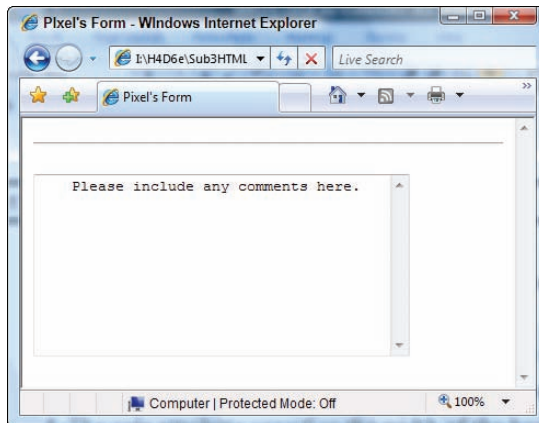 Pixel's Form - Windows Internet Explorer
I:\H4D6e\Sub3HTML
Live Search
Pixel's Form
Please include any comments here.
Computer | Protected Mode: Off
100%